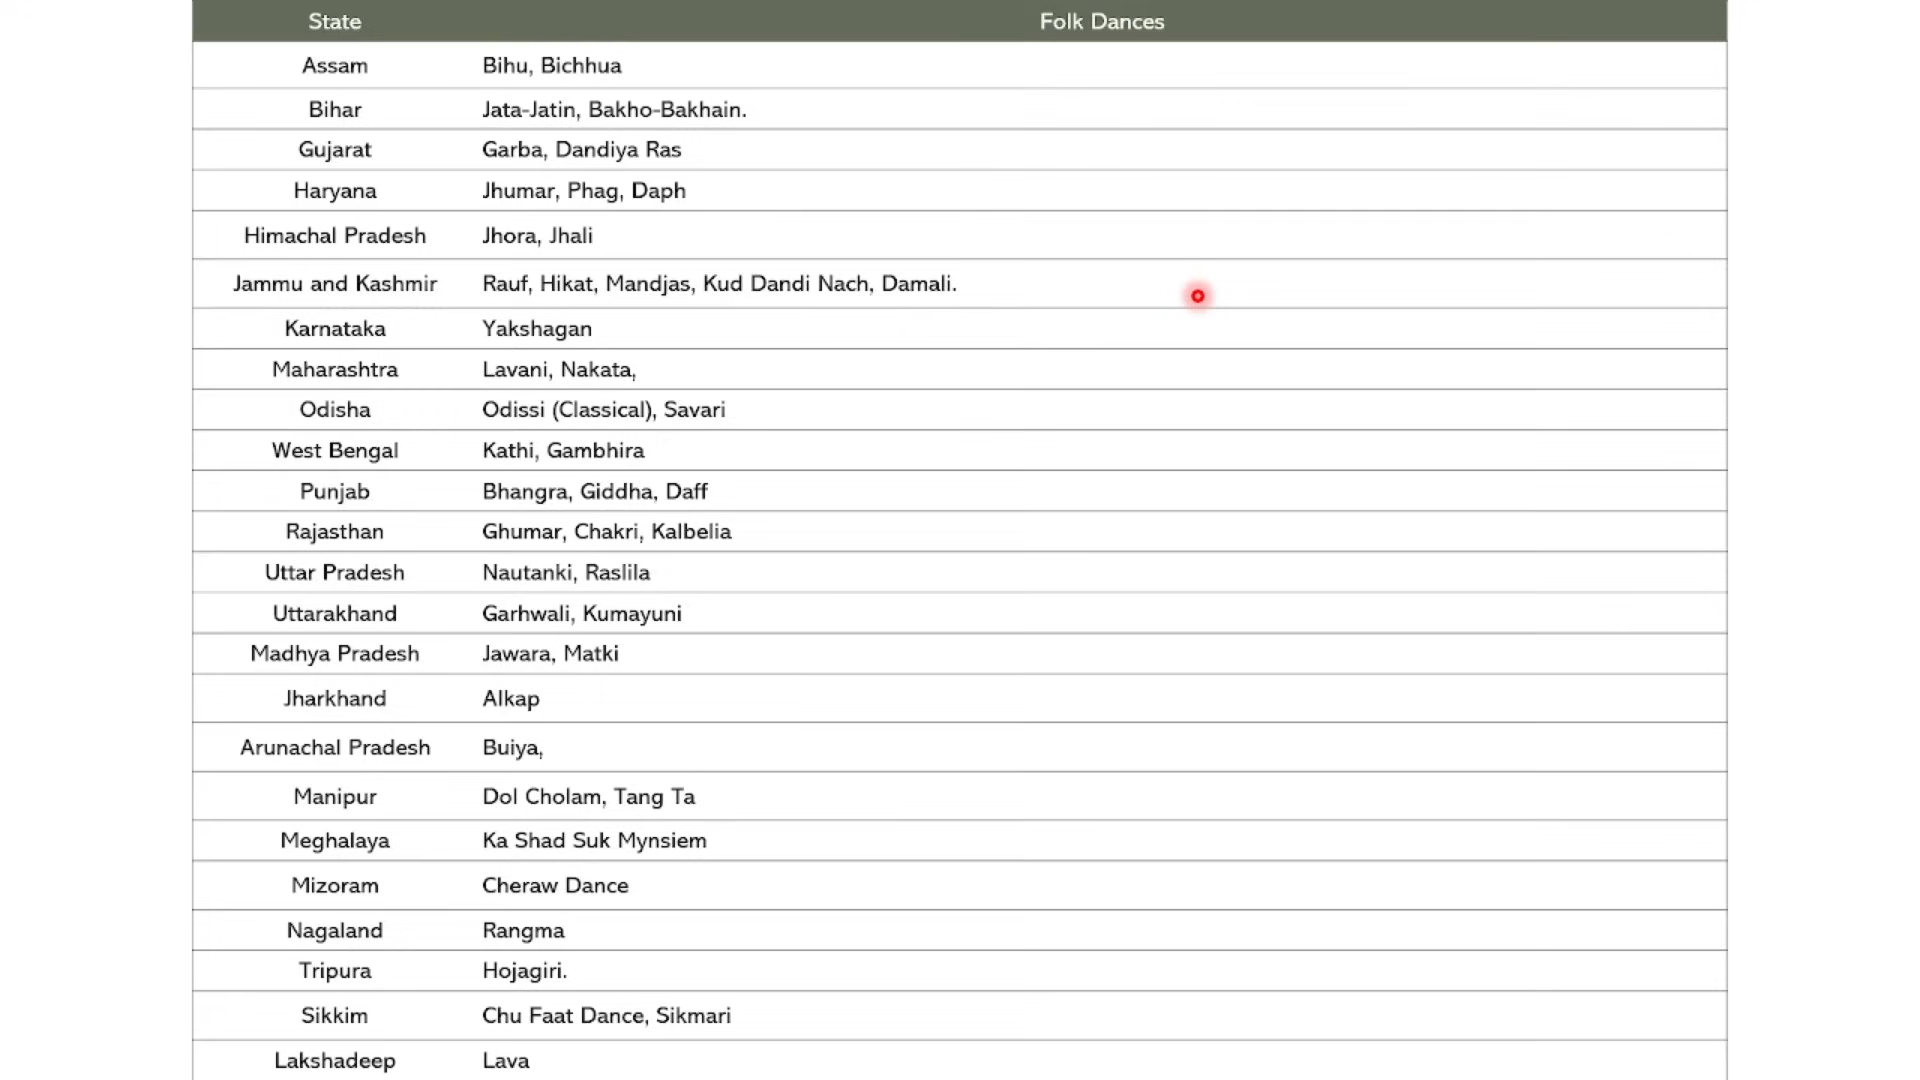 State Folk Dances
Assam Bihu, Bichhua
Bihar Jata-Jatin, Bakho-Bakhain.
Gujarat Garba, Dandiya Ras
Haryana Jhumar, Phag, Daph
Himachal Pradesh Jhora, Jhali
Jammu and Kashmir Rauf, Hikat, Mandjas, Kud Dandi Nach, Damali.
Karnataka Yakshagan
Maharashtra Lavani, Nakata,
Odisha Odissi (Classical), Savari
West Bengal Kathi, Gambhira
Punjab Bhangra, Giddha, Daff
Rajasthan Ghumar, Chakri, Kalbelia
Uttar Pradesh Nautanki, Raslila
Uttarakhand Garhwali, Kumayuni
Madhya Pradesh Jawara, Matki
Jharkhand Alkap
Arunachal Pradesh Buiya,
Manipur Dol Cholam, Tang Ta
Meghalaya Ka Shad Suk Mynsiem
Mizoram Cheraw Dance
Nagaland Rangma
Tripura Hojagiri.
Sikkim Chu Faat Dance, Sikmari
Lakshadeep Lava